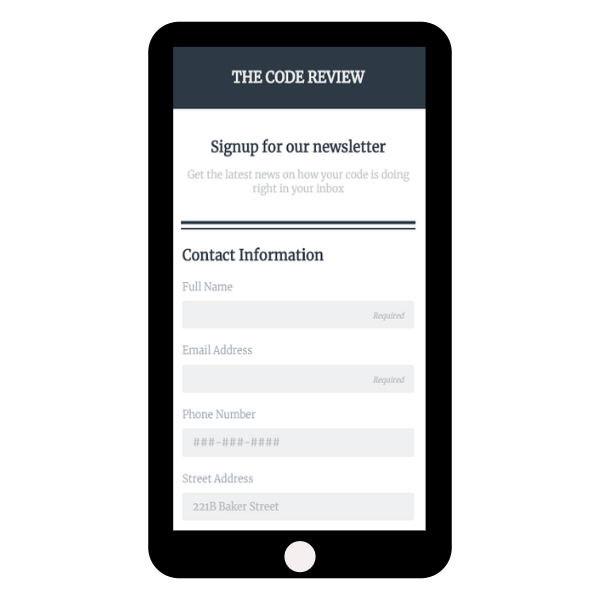 THE CODE REVIEW
Signup for our newsletter
Get the latest news on how your code is doing
right in your inbox
Contact Information
Full Name
Required
Email Address
Required
Phone Number
###-###-####
Street Address
221B Baker Street